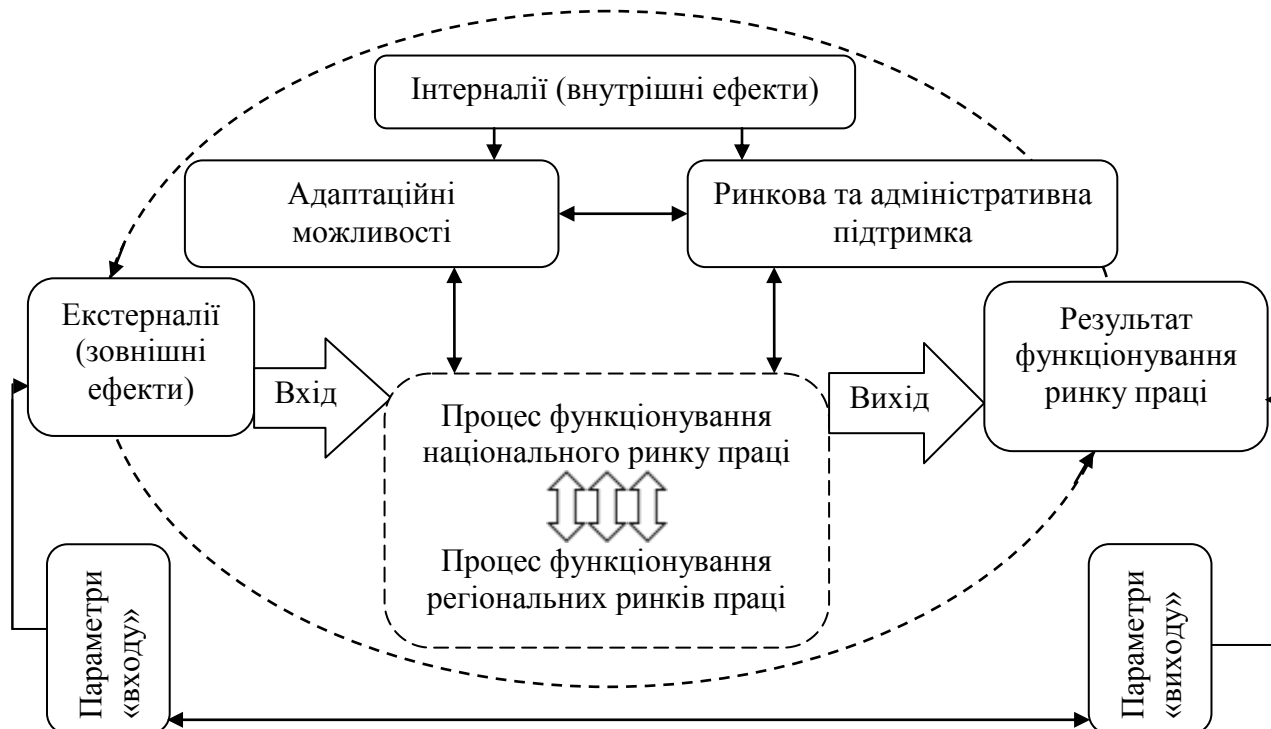 Інтерналії (внутрішні ефекти)
Адаптаційні
можливості
Ринкова та адміністративна
підтримка
Екстерналії
(зовнішні
ефекти)
Вхід
Процес функціонування
національного ринку праці
Процес функціонування
регіональних ринків праці
Вихід
Результат
функціонування
ринку праці
Параметри
«входу»
Параметри
«виходу»